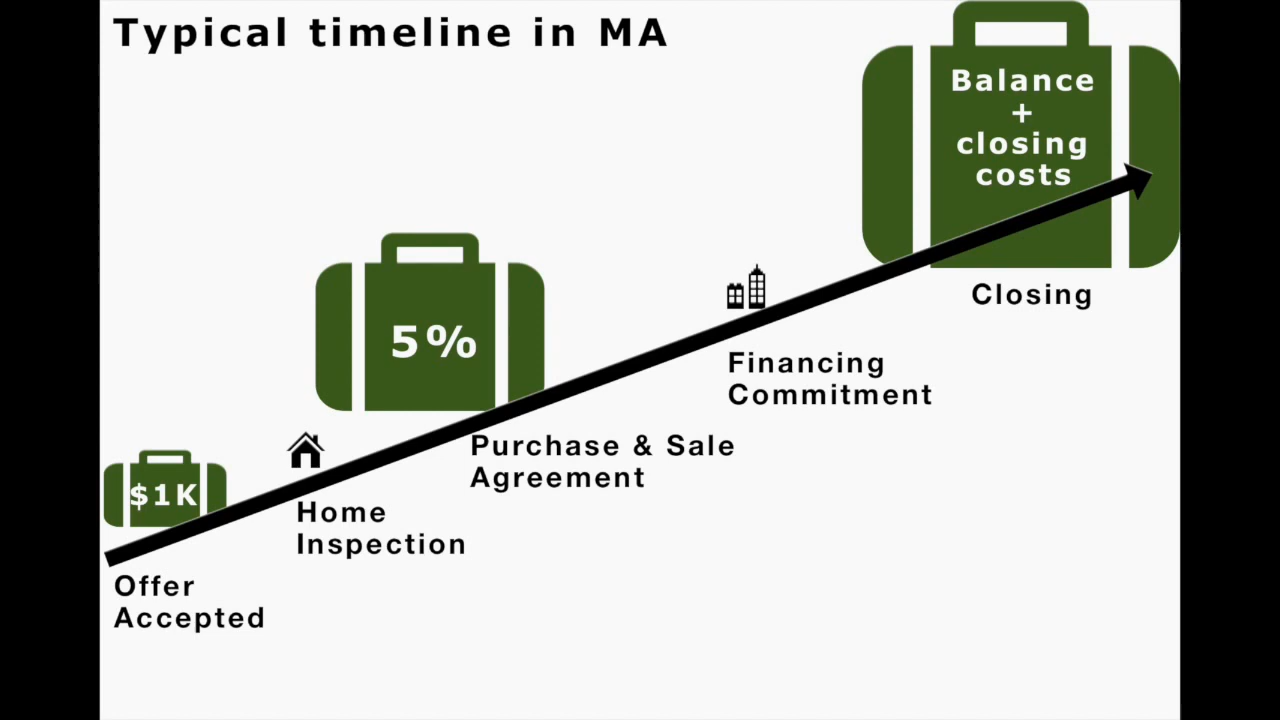 Typical timeline in MA
Balance
+
closing
costs
Closing
5%
Financing
Commitment
Purchase & Sale
Agreement
$1K
Home
Inspection
Offer
Accepted